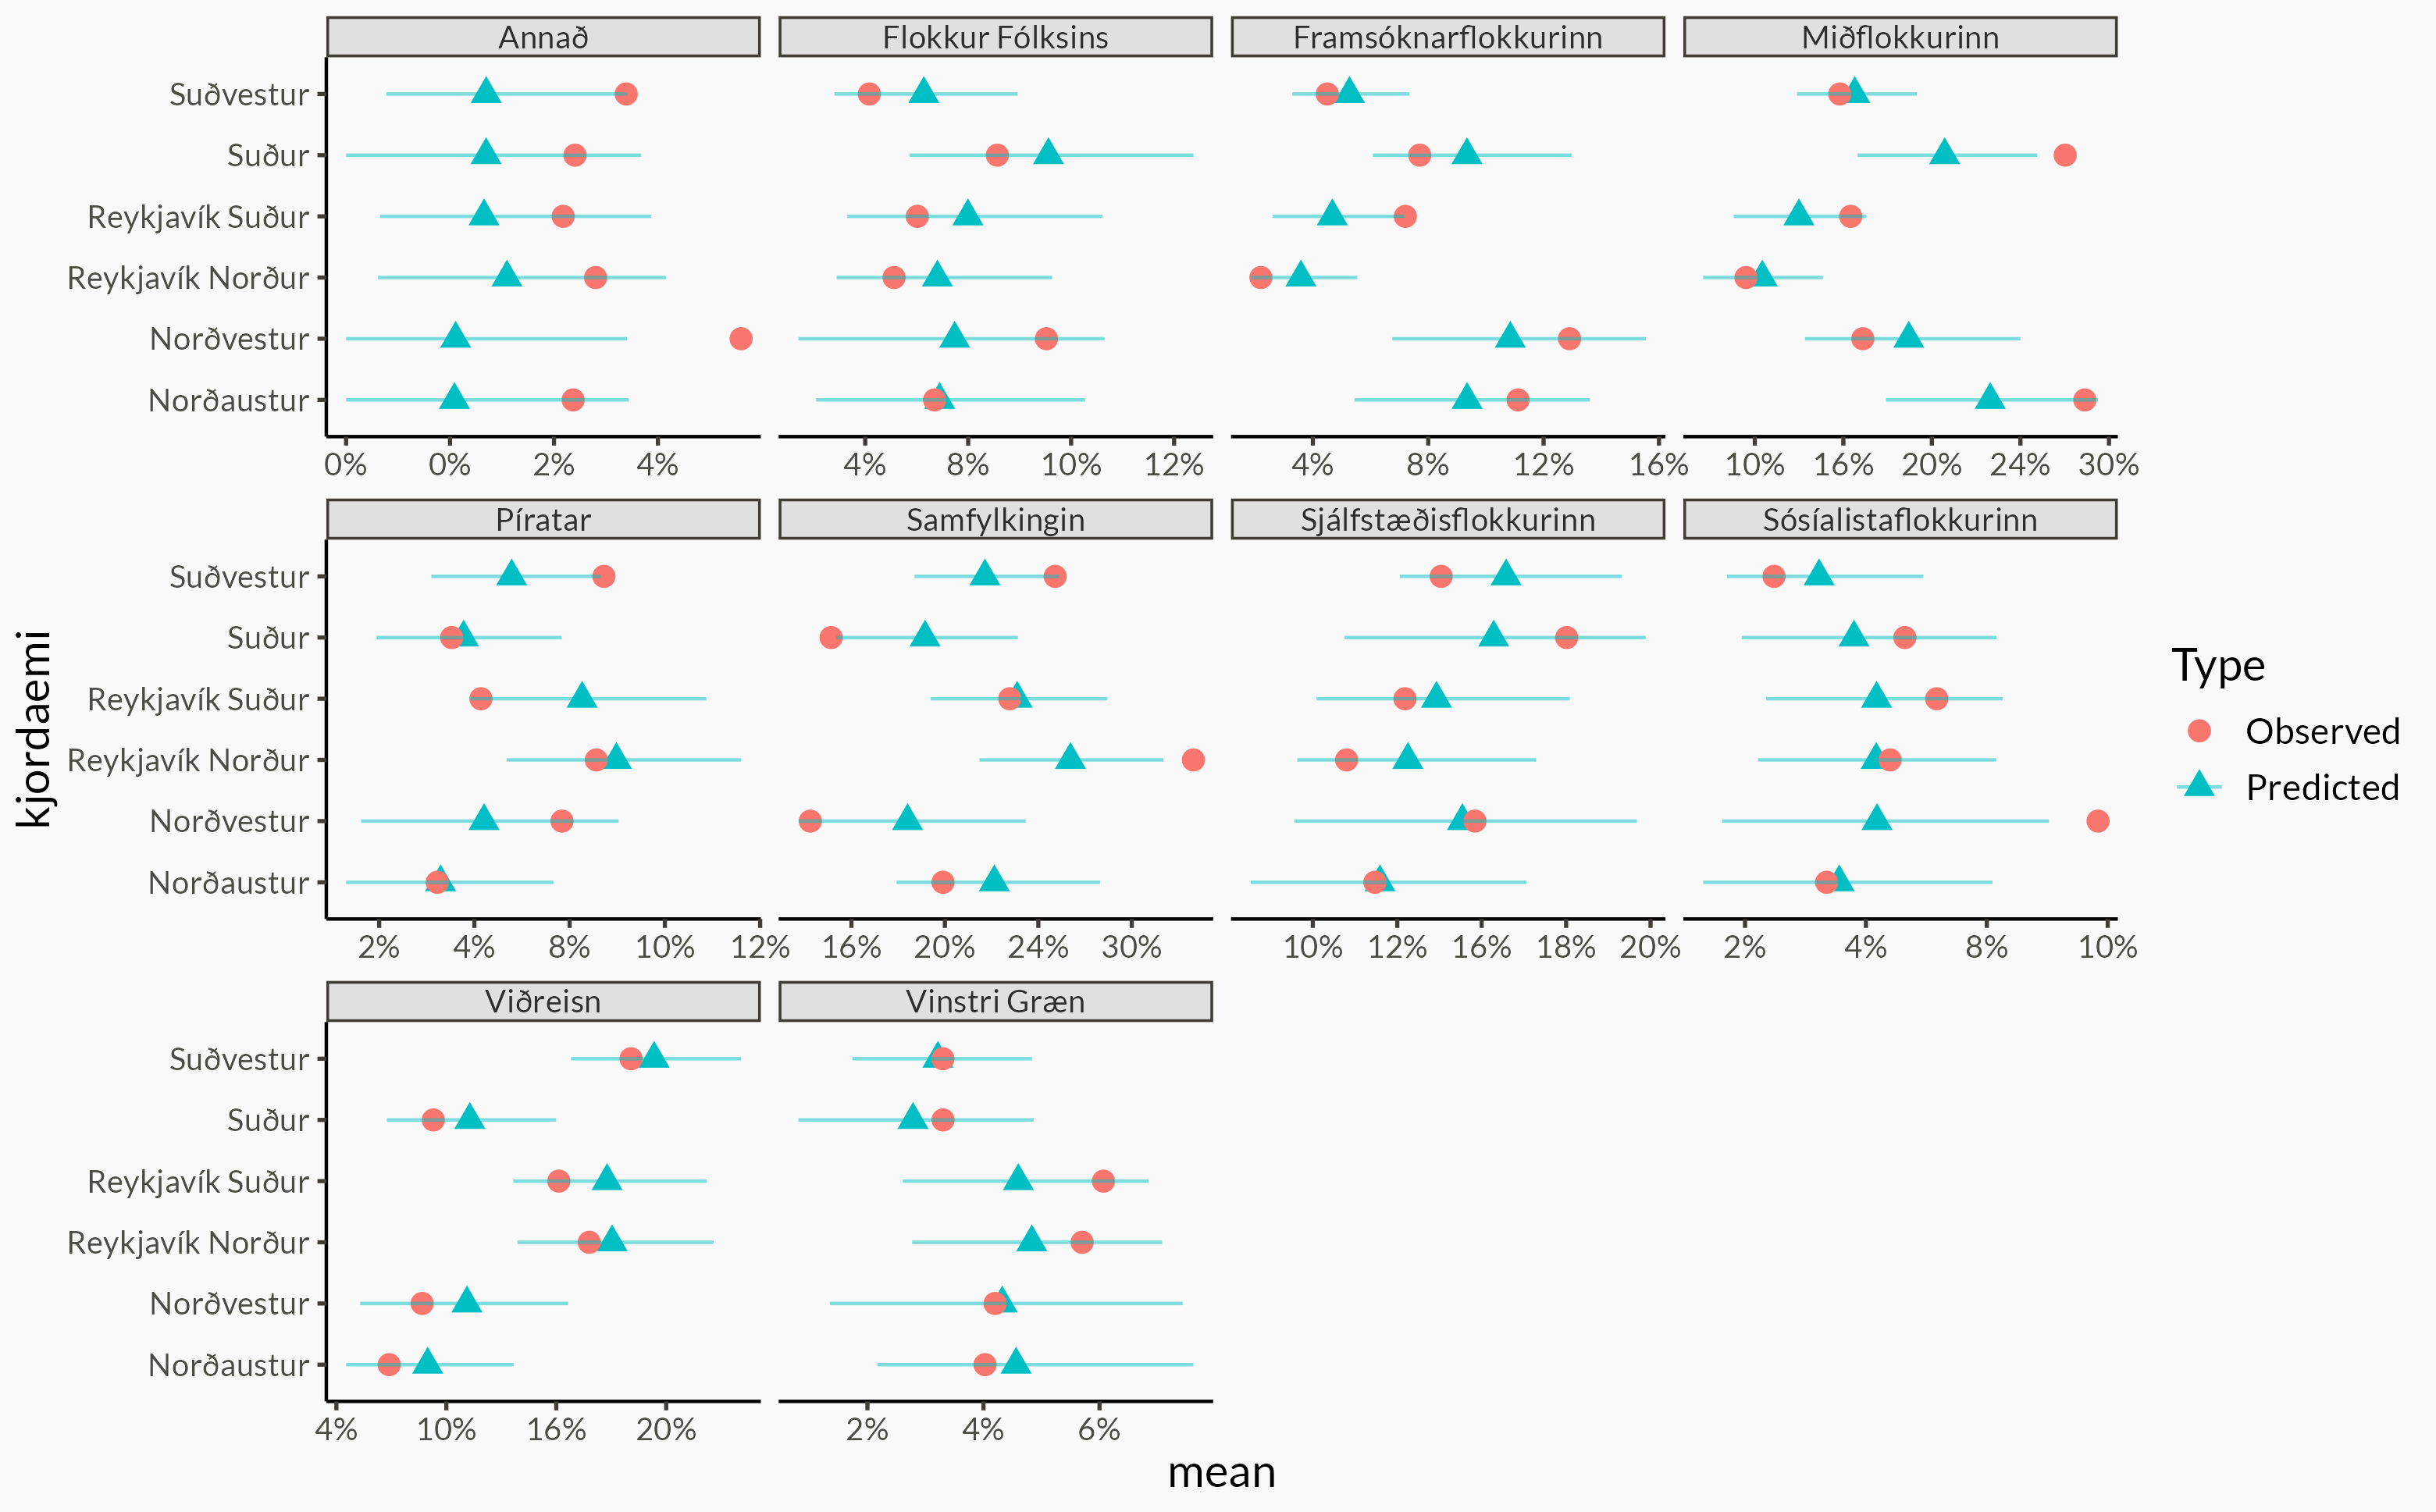 Annað Flokkur Fólksins Framsóknarflokkurinn Miðflokkurinn
Suðvestur
Suður
Reykjavík Suður
Reykjavík Norður
Norðvestur
Norðaustur
0% 0% 2% 4% 4% 8% 10% 12% 4% 8% 12% 16% 10% 16% 20% 24% 30%
Píratar Samfylkingin Sjálfstæðisflokkurinn Sósíalistaflokkurinn
Suðvestur
Suður
Reykjavík Suður
Reykjavík Norður
Norðvestur
Norðaustur
2% 4% 8% 10% 12% 16% 20% 24% 30% 10% 12% 16% 18% 20% 2% 4% 8% 10%
Viðreisn Vinstri Græn
Suðvestur
Suður
Reykjavík Suður
Reykjavík Norður
Norðvestur
Norðaustur
4% 10% 16% 20% 2% 4% 6%
mean
kjordaemi
Type
Observed
Predicted